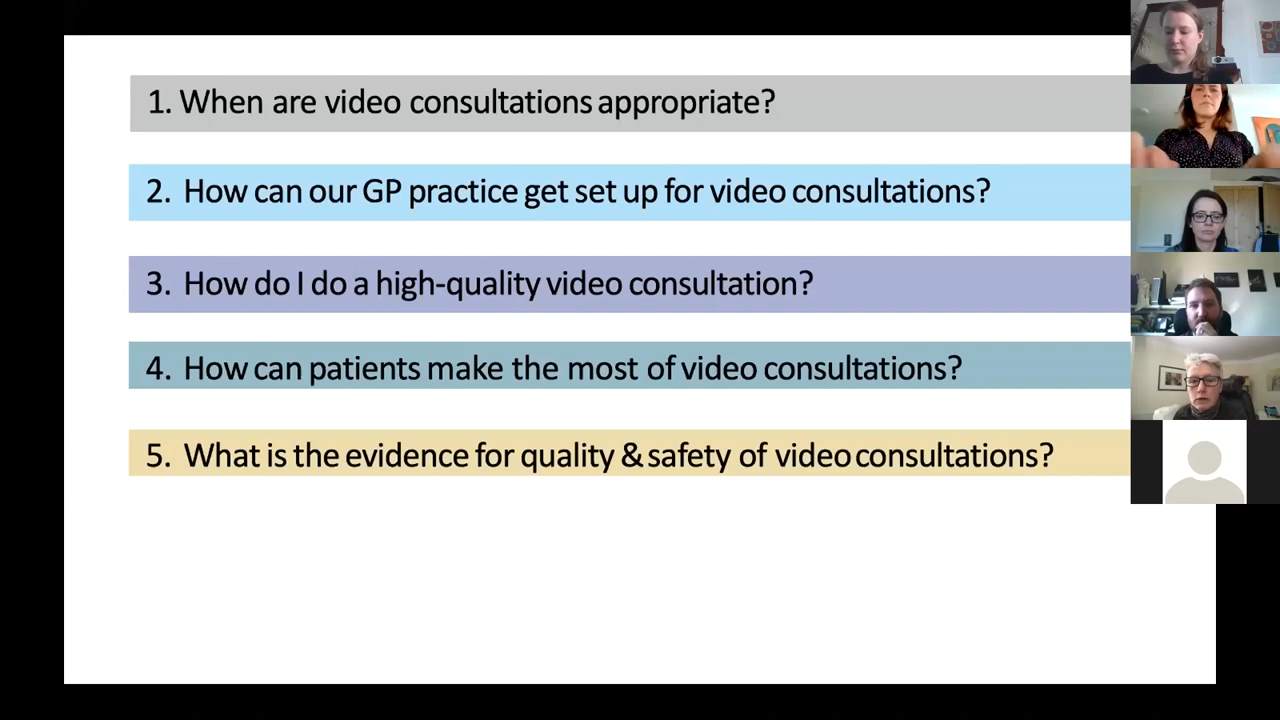 1. When are video consultations appropriate?
2. How can our GP practice get set up for video consultations?
3. How do I do a high-quality video consultation?
4. How can patients make the most of video consultations?
5. What is the evidence for quality & safety of video consultations?